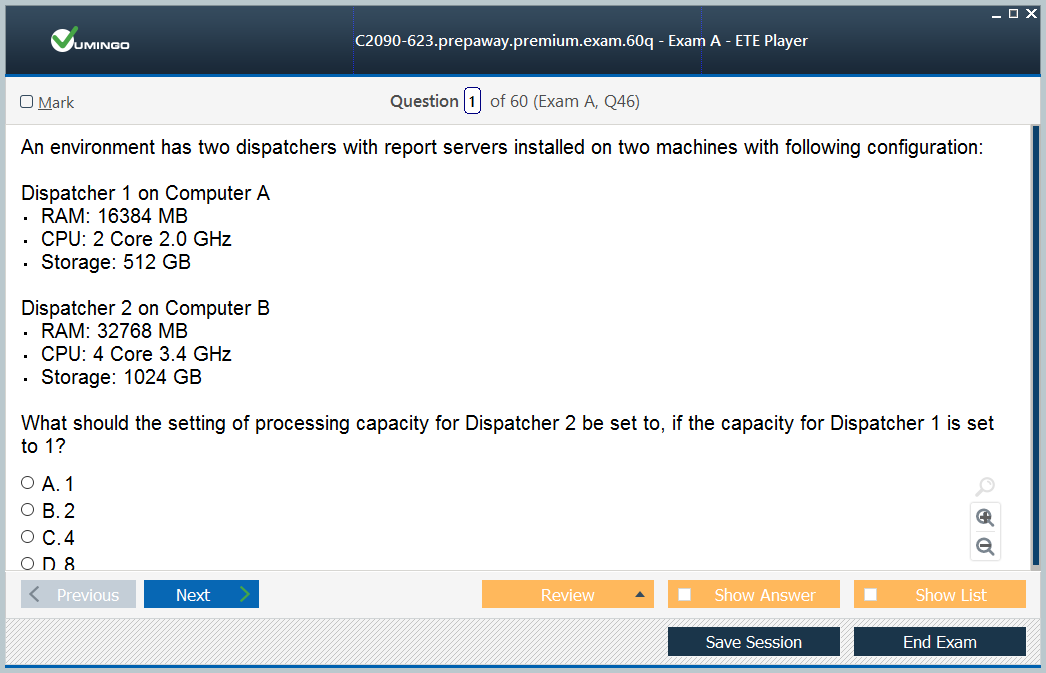 VUMINGO
C2090-623.prepaway.premium.exam.60q - Exam A - ETE Player
Mark
Question 1 of 60 (Exam A, Q46)
An environment has two dispatchers with report servers installed on two machines with following configuration:
Dispatcher 1 on Computer A
· RAM: 16384 MB
· CPU: 2 Core 2.0 GHz
· Storage: 512 GB
Dispatcher 2 on Computer B
· RAM: 32768 MB
· CPU: 4 Core 3.4 GHz
· Storage: 1024 GB
What should the setting of processing capacity for Dispatcher 2 be set to, if the capacity for Dispatcher 1 is set
to 1?
A. 1
B. 2
C. 4
D. 8
Previous
Next
Review
Show Answer
Show List
Save Session
End Exam